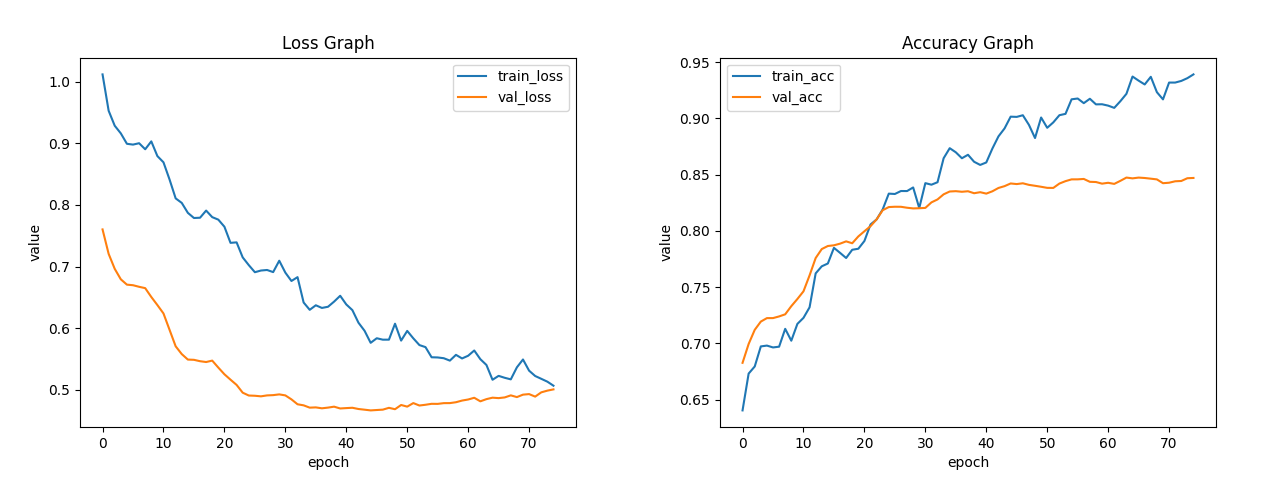 Loss Graph
value
1.0
0.9
0.8
0.7
0.6
0.5
train_loss
val_loss
0 10 20 30 40 50 60 70
epoch
Accuracy Graph
value
0.95
0.90
0.85
0.80
0.75
0.70
0.65
train_acc
val_acc
0 10 20 30 40 50 60 70
epoch